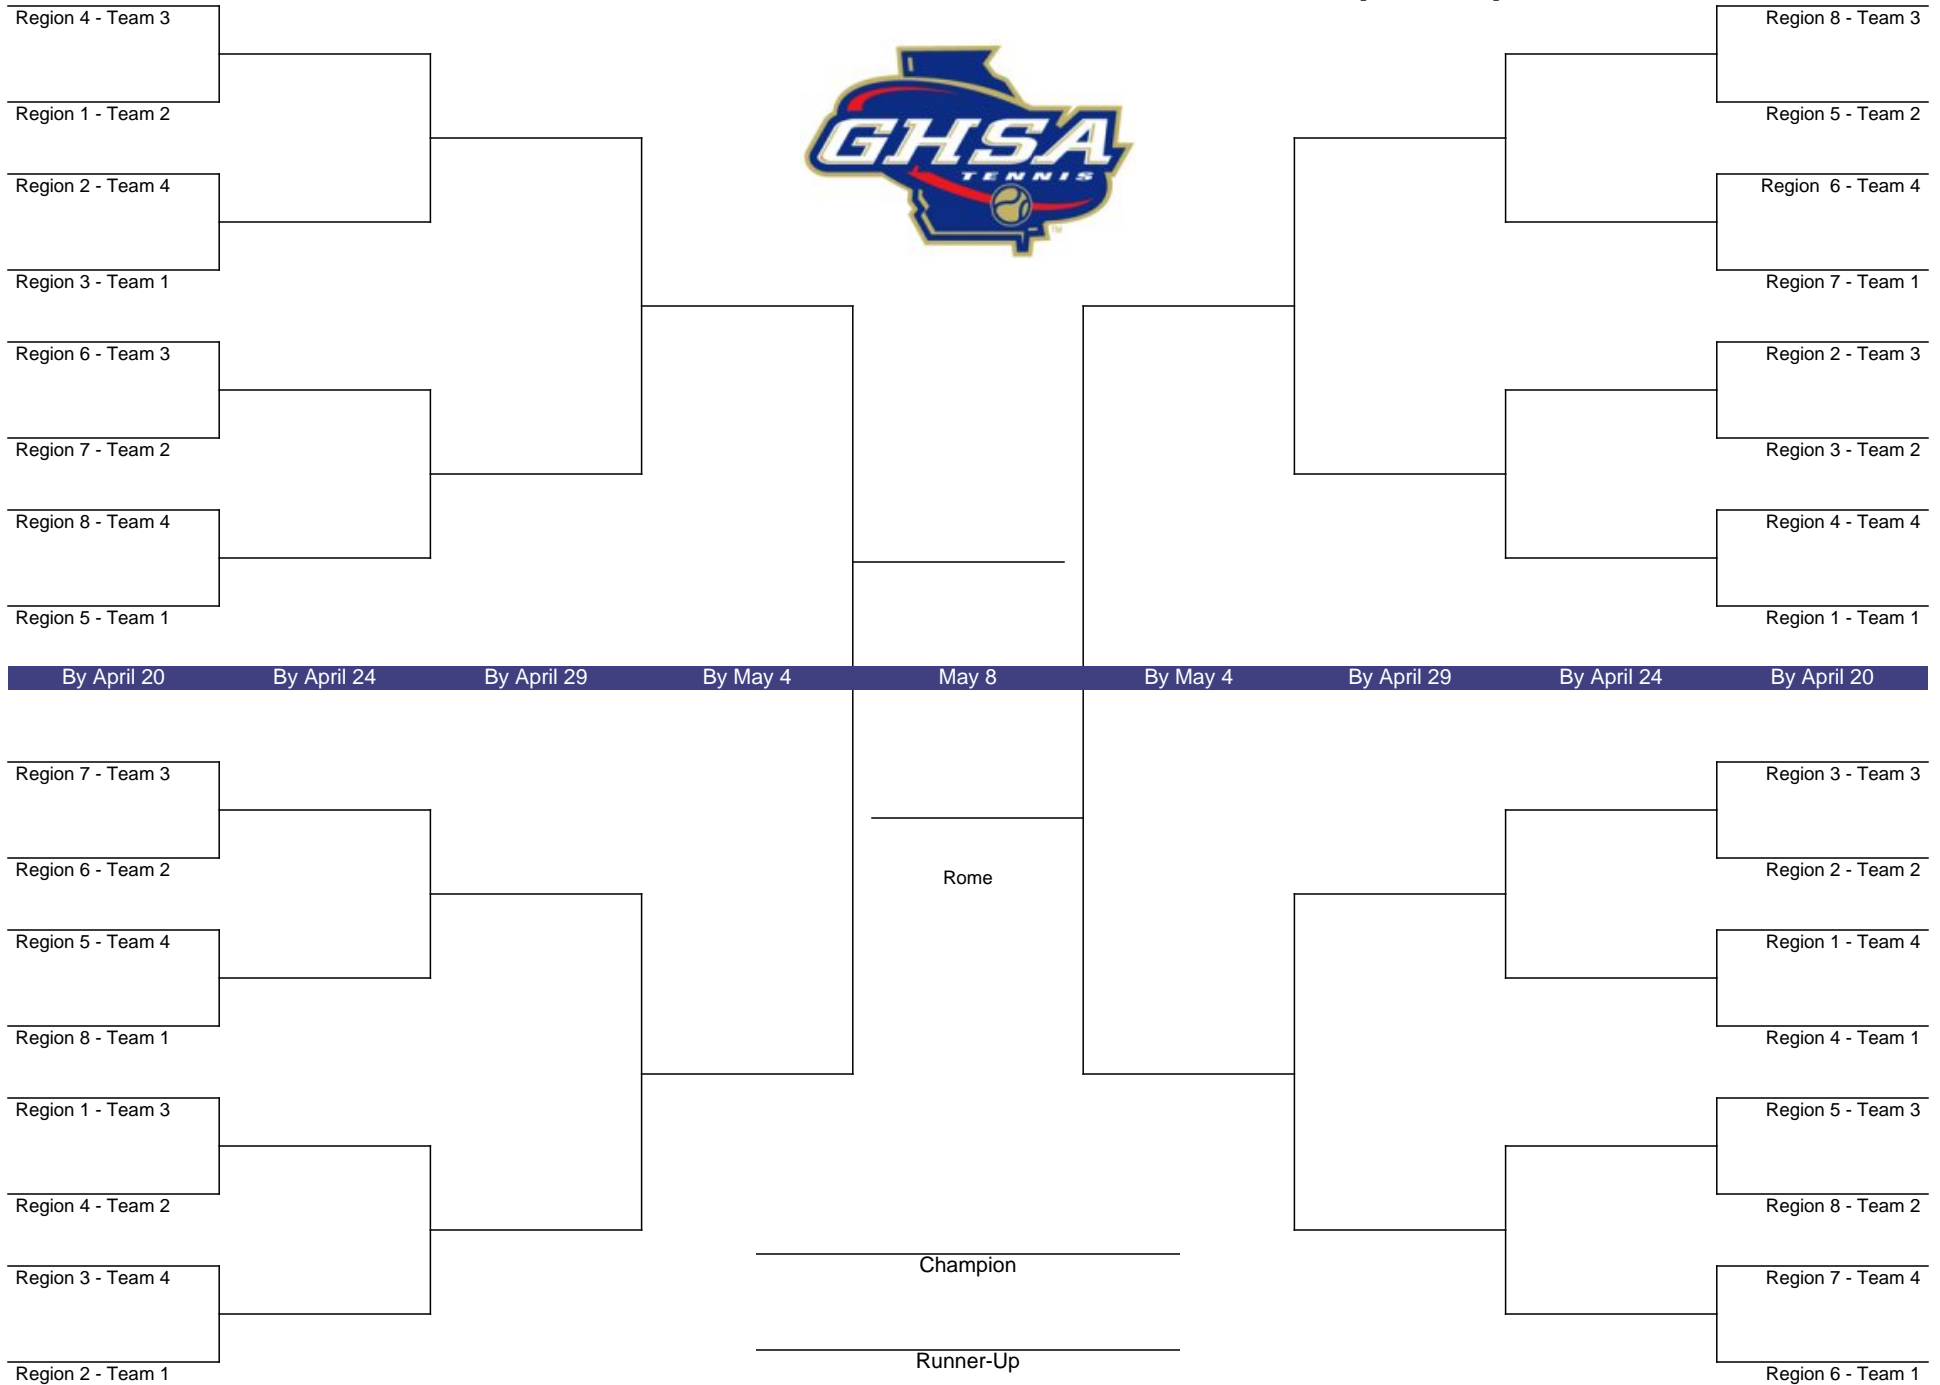 Region 4 - Team 3
Region 8 - Team 3
Region 1 - Team 2
Region 5 - Team 2
GHSA
TENNIS
TM
Region 2 - Team 4
Region  6 - Team 4
Region 3 - Team 1
Region 7 - Team 1
Region 6 - Team 3
Region 2 - Team 3
Region 7 - Team 2
Region 3 - Team 2
Region 8 - Team 4
Region 4 - Team 4
Region 5 - Team 1
Region 1 - Team 1
By April 20 By April 24 By April 29 By May 4 May 8 By May 4 By April 29 By April 24 By April 20
Region 7 - Team 3
Region 3 - Team 3
Region 6 - Team 2
Rome
Region 2 - Team 2
Region 5 - Team 4
Region 1 - Team 4
Region 8 - Team 1
Region 4 - Team 1
Region 1 - Team 3
Region 5 - Team 3
Region 4 - Team 2
Region 8 - Team 2
Champion
Region 3 - Team 4
Region 7 - Team 4
Runner-Up
Region 2 - Team 1
Region 6 - Team 1